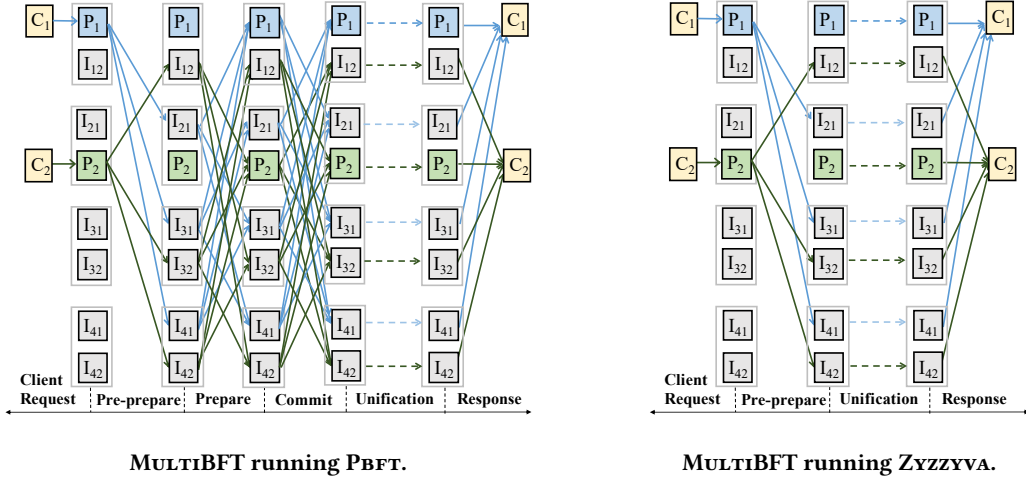 C1 P1 P1 P1 P1 P1 C1
I12 I12 I12 I12 I12
I21 I21 I21 I21 I21
C2 P2 P2 P2 P2 P2 C2
I31 I31 I31 I31 I31
I32 I32 I32 I32 I32
I41 I41 I41 I41 I41
I42 I42 I42 I42 I42
Client
Request Pre-prepare Prepare Commit Unification Response
MULTIBFT running PBFT.
C1 P1 P1 P1 C1
I12 I12 I12
I21 I21 I21
C2 P2 P2 P2 C2
I31 I31 I31
I32 I32 I32
I41 I41 I41
I42 I42 I42
Client
Request Pre-prepare Unification Response
MULTIBFT running ZYZZYVA.